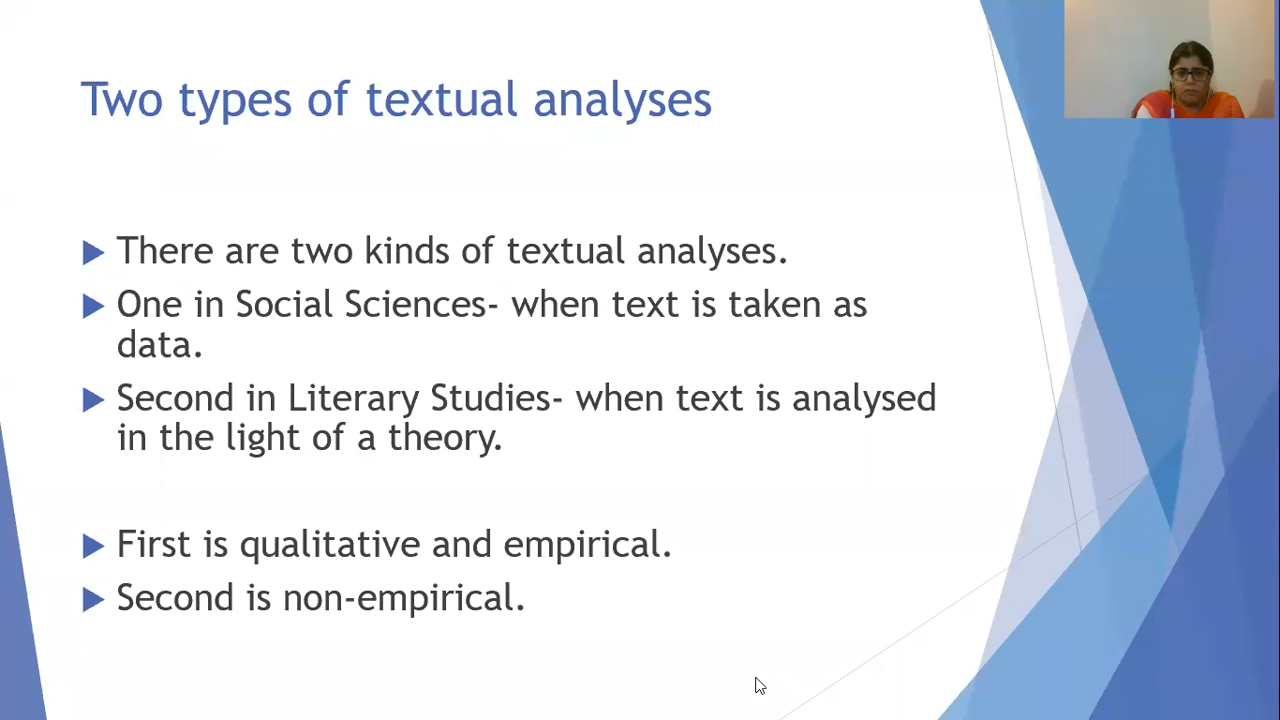 Two types of textual analyses
There are two kinds of textual analyses.
One in Social Sciences- when text is taken as
data.
Second in Literary Studies- when text is analysed
in the light of a theory.
First is qualitative and empirical.
Second is non-empirical.